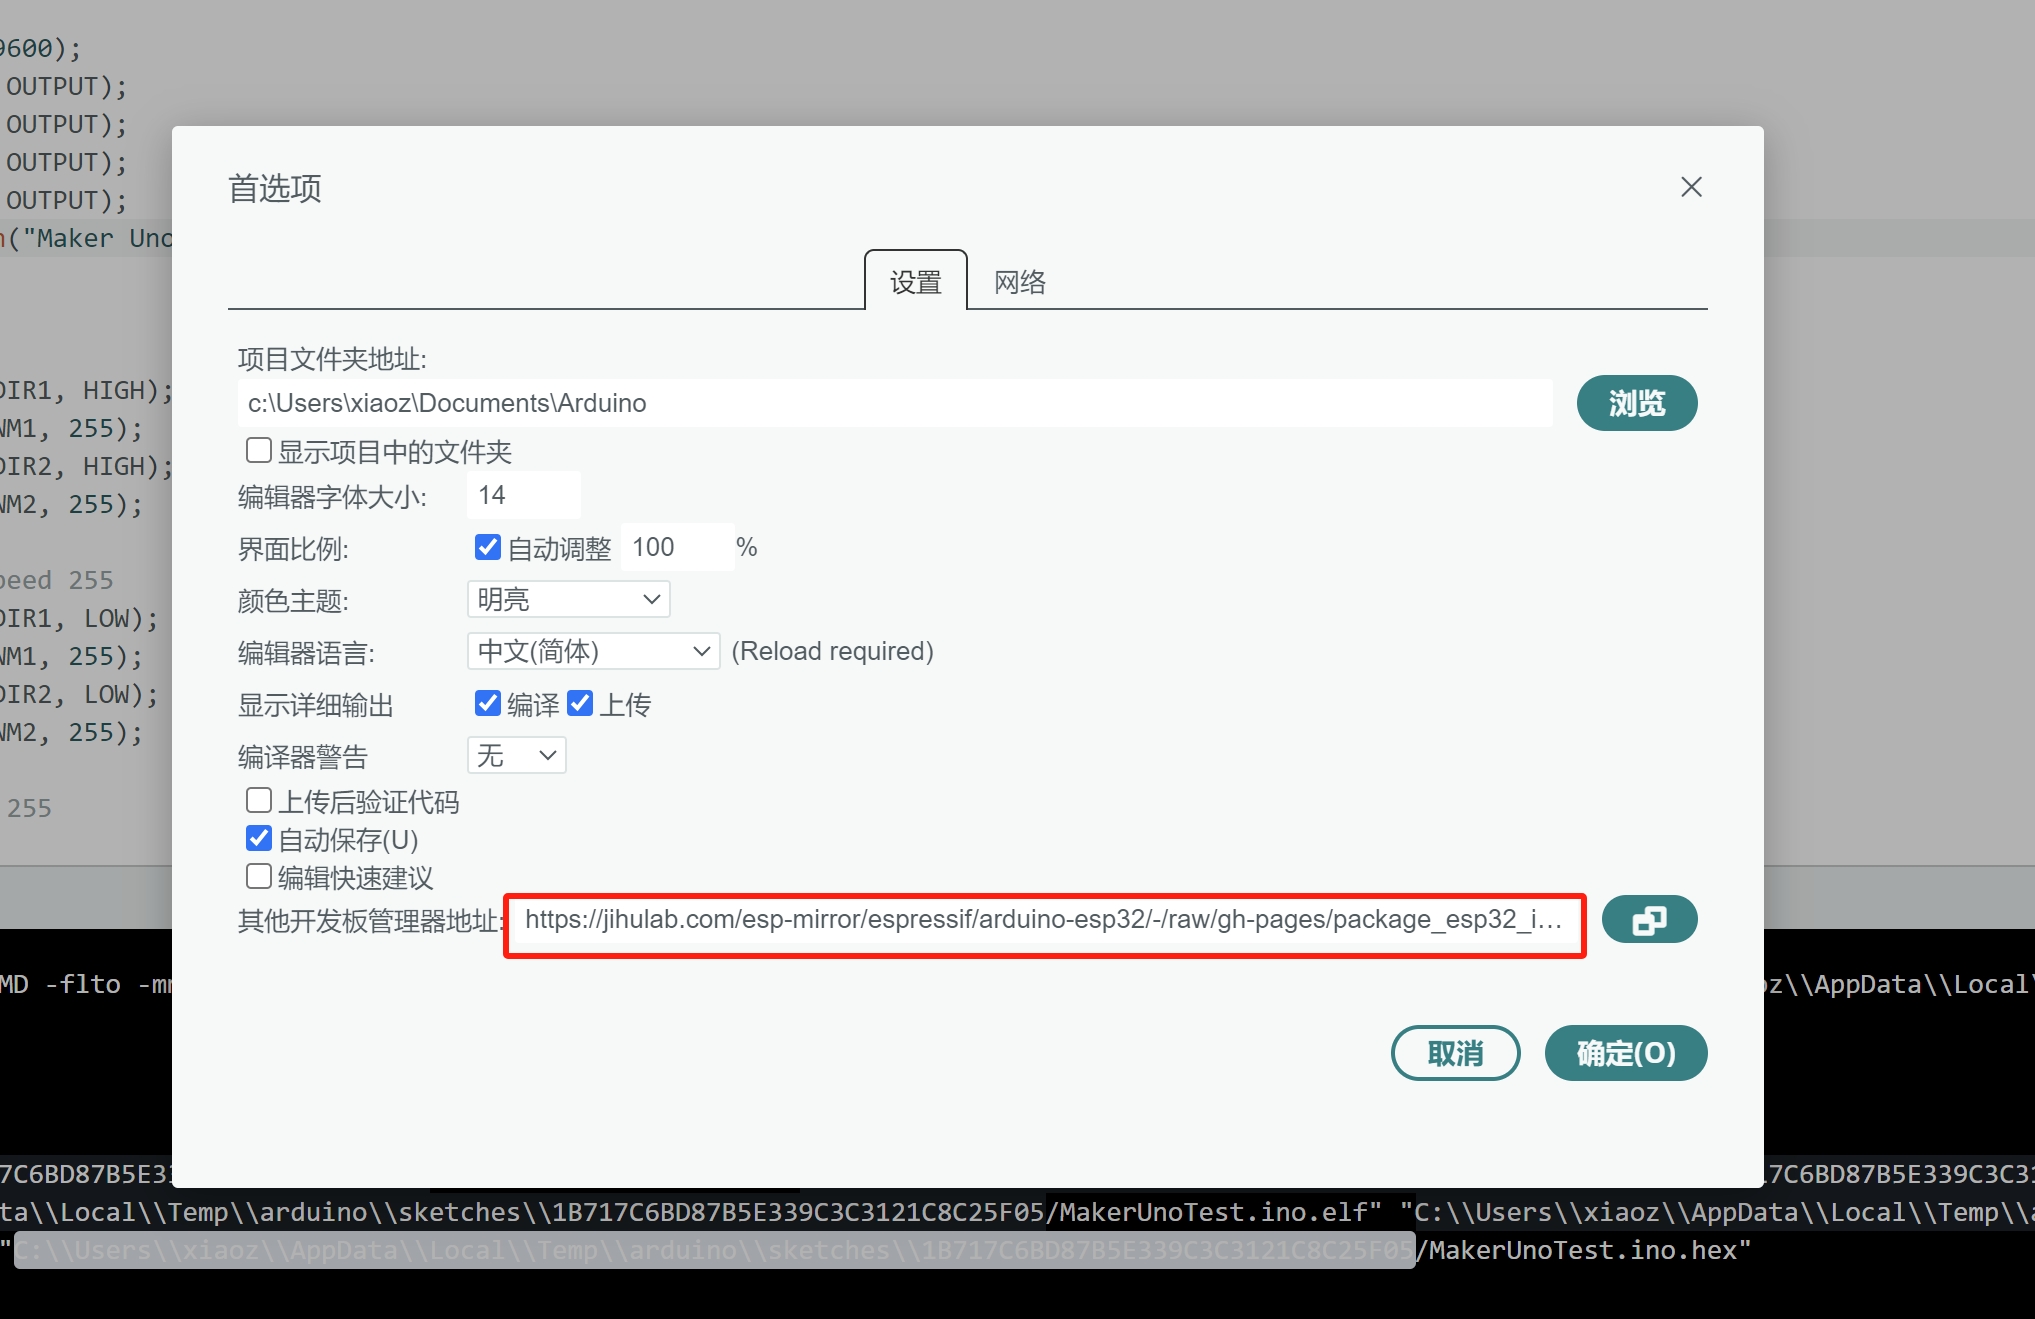 9600);
OUTPUT);
OUTPUT);
OUTPUT);
OUTPUT);
("Maker Uno
首选项
设置 网络
项目文件夹地址:
c:\Users\xiaoz\Documents\Arduino 浏览
DIR1, HIGH);
255);
DIR2, HIGH);
255);
显示项目中的文件夹
编辑器字体大小: 14
界面比例: 自动调整 100 %
255
颜色主题: 明亮
DIR1, LOW);
编辑器语言: 中文(简体) (Reload required)
255);
DIR2, LOW);
显示详细输出 编译 上传
255);
编译器警告 无
上传后验证代码
255
自动保存(U)
编辑快速建议
其他开发板管理器地址: https://jihulab.com/esp-mirror/espressif/arduino-esp32/-/raw/gh-pages/package_esp32_i...
MD -flto oz\\AppData\\Local\
取消 确定(O)
7C6BD87B5E3 7C6BD87B5E339C3C3
ta\\Local\\Temp\\arduino\\sketches\\1B717C6BD87B5E339C3C3121C8C25F05/MakerUnoTest.ino.elf" "C:\\Users\\xiaoz\\AppData\\Local\\Temp\\a
"C:\\Users\\xiaoz\\AppData\\Local\\Temp\\arduino\\sketches\\1B717C6BD87B5E339C3C3121C8C25F05/MakerUnoTest.ino.hex"